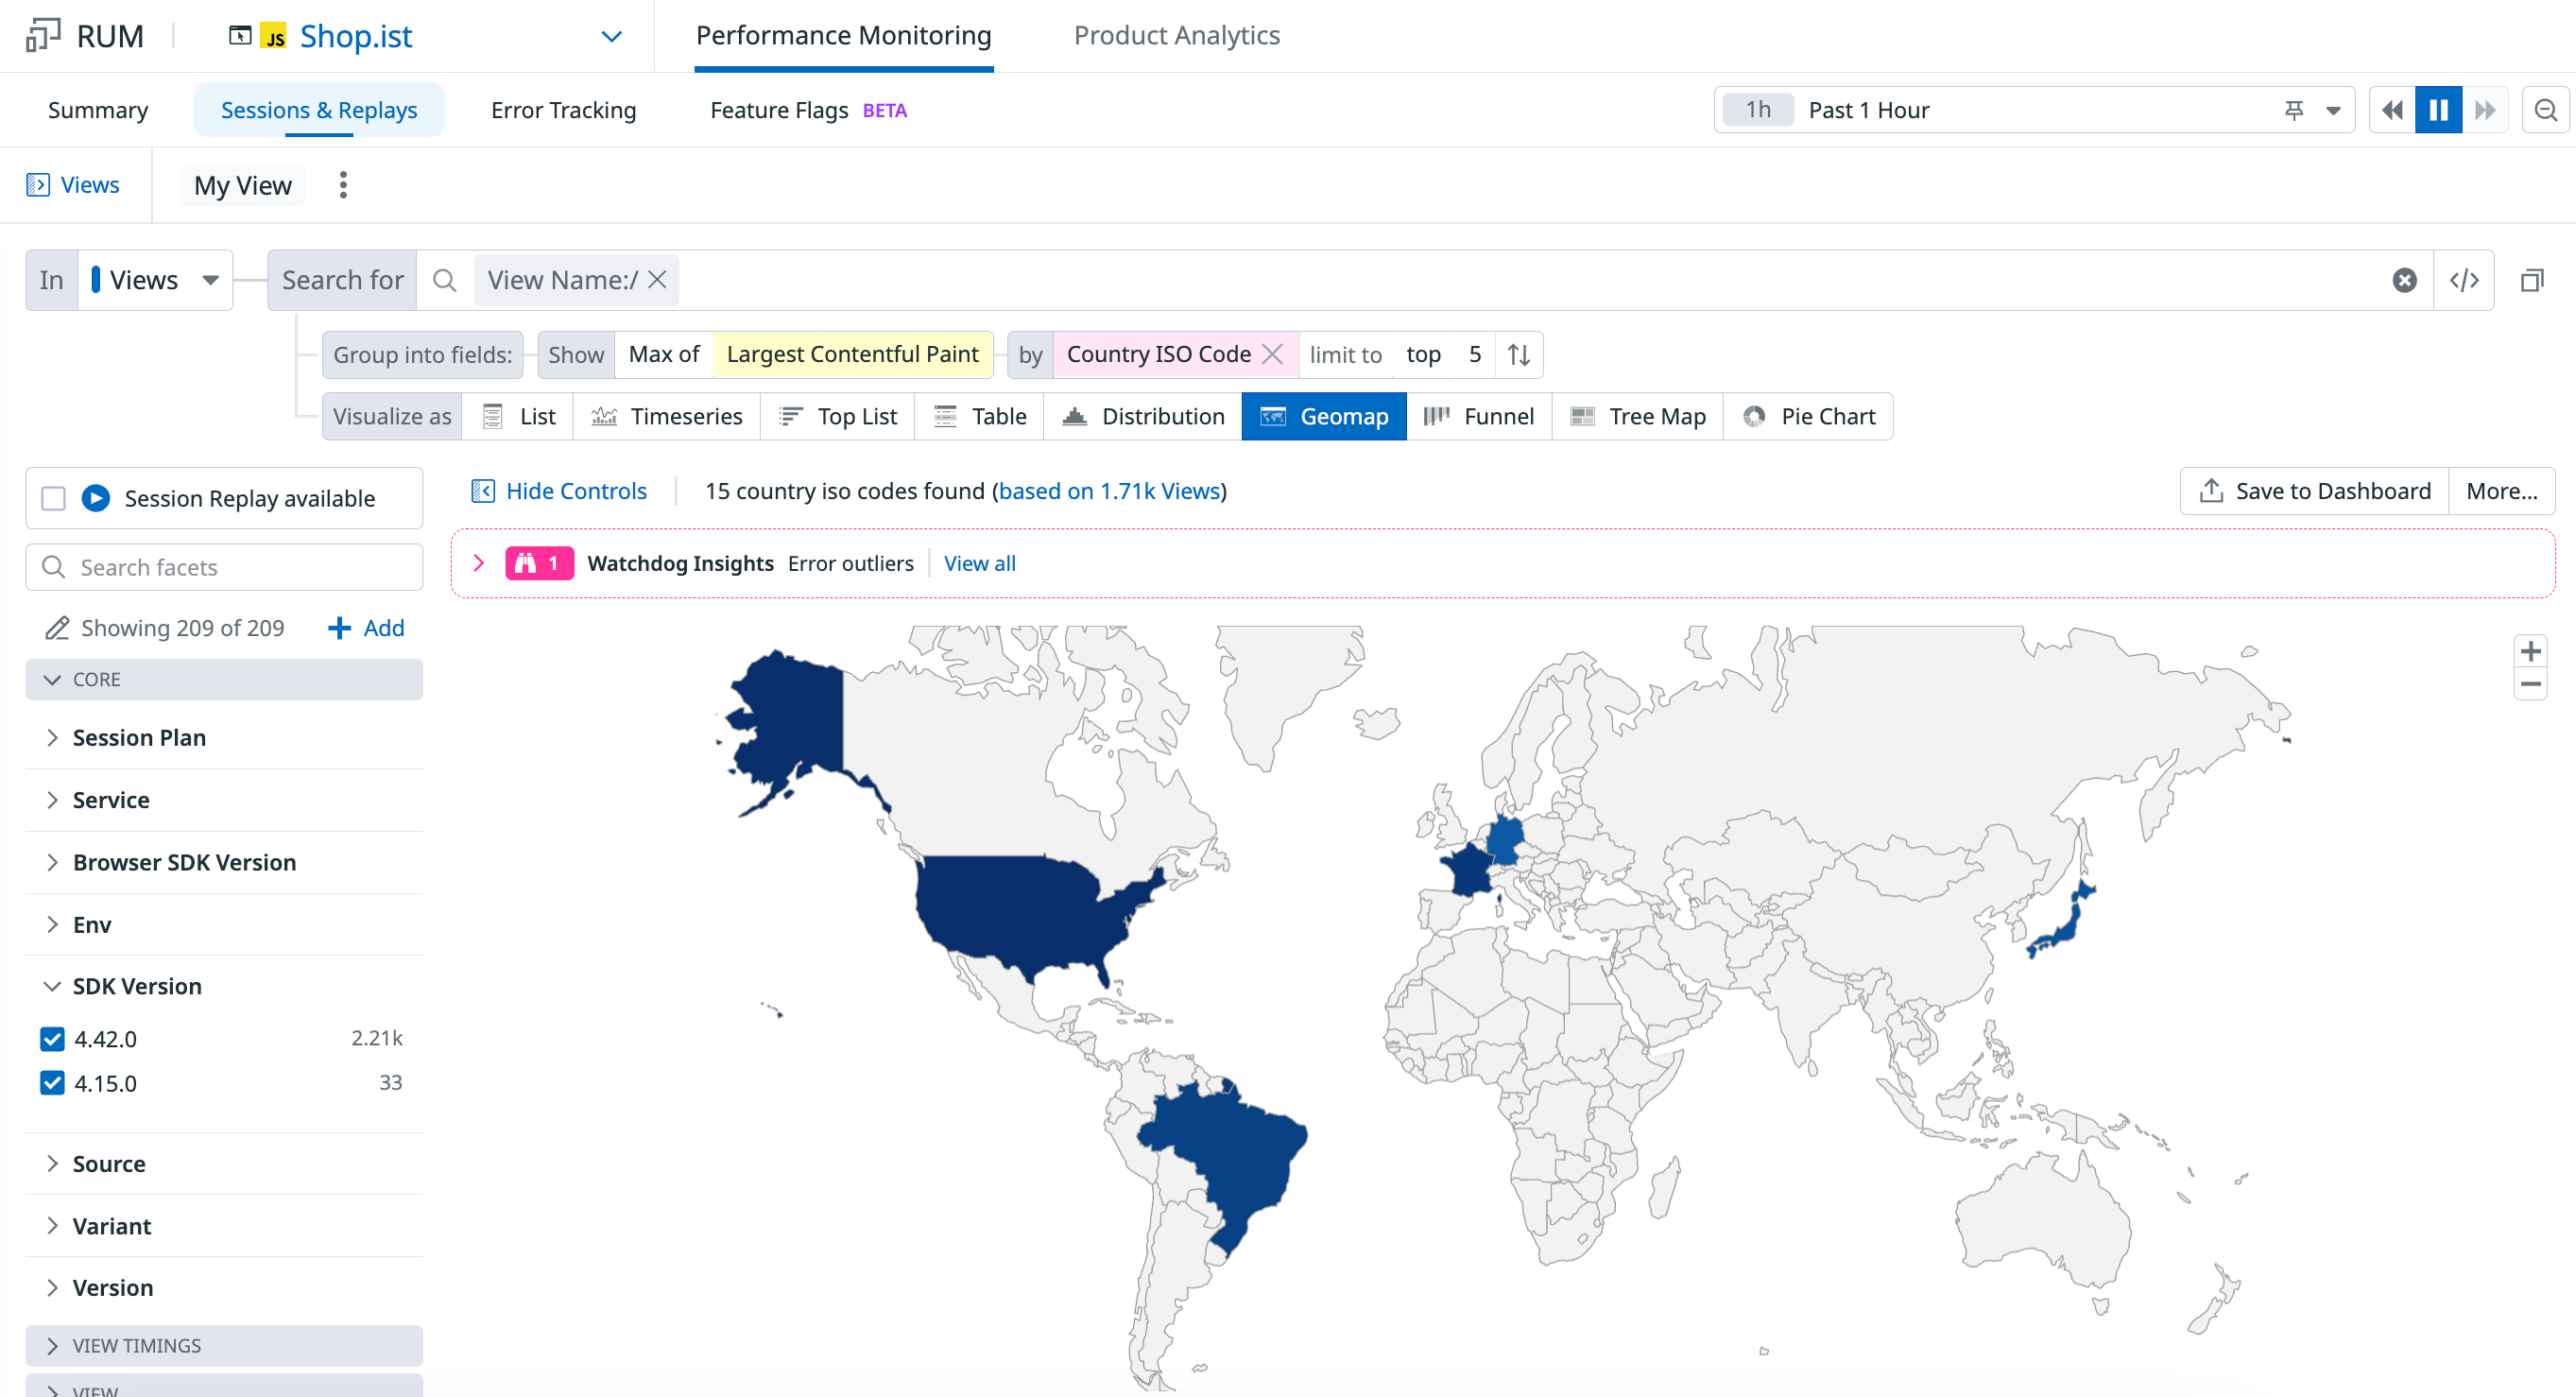 RUM JS Shop.ist Performance Monitoring Product Analytics
Summary Sessions & Replays Error Tracking Feature Flags BETA 1h Past 1 Hour
Views My View
In Views Search for View Name:/ </>
Group into fields: Show Max of Largest Contentful Paint by Country ISO Code limit to top 5
Visualize as List Timeseries Top List Table Distribution Geomap Funnel Tree Map Pie Chart
Session Replay available Hide Controls 15 country iso codes found (based on 1.71k Views) Save to Dashboard More...
Search facets 1 Watchdog Insights Error outliers View all
Showing 209 of 209 + Add
CORE
Session Plan
Service
Browser SDK Version
Env
SDK Version
4.42.0 2.21k
4.15.0 33
Source
Variant
Version
VIEW TIMINGS
VIEW